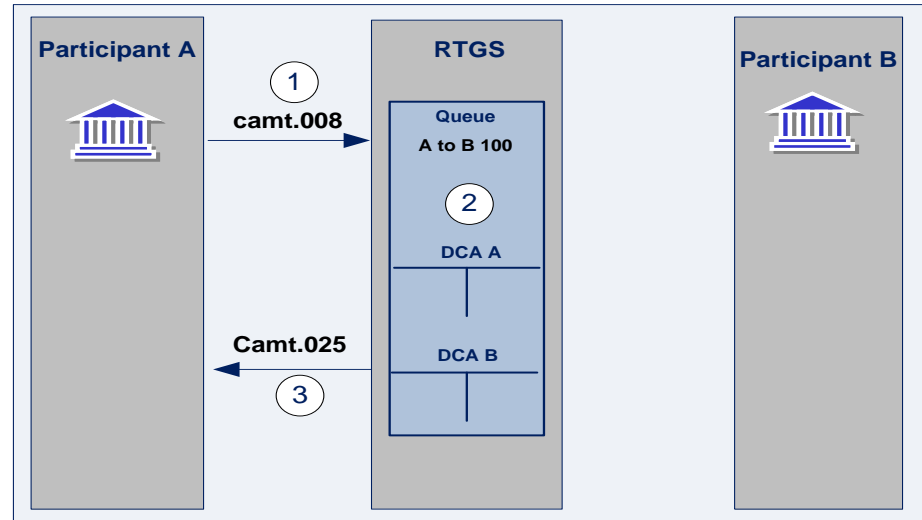 Participant A
RTGS
Participant B
1
camt.008
Queue
A to B 100
2
DCA A
Camt.025
DCA B
3